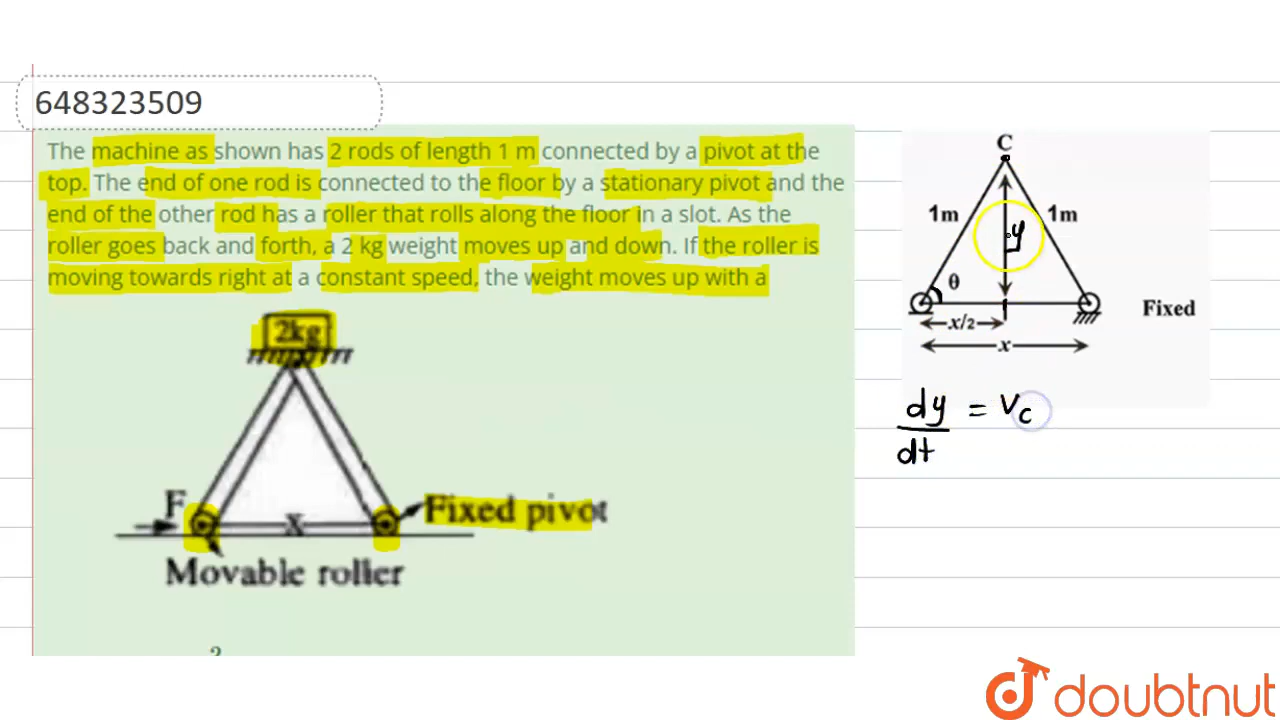 648323509
The machine as shown has 2 rods of length 1 m connected by a pivot at the
top. The end of one rod is connected to the floor by a stationary pivot and the
end of the other rod has a roller that rolls along the floor in a slot. As the
roller goes back and forth, a 2 kg weight moves up and down. If the roller is
moving towards right at a constant speed, the weight moves up with a
2kg
F
X
Fixed pivot
Movable roller
2
C
1m
1m
y
θ
Fixed
x/2
x
dy/dt = Vc
doubtnut